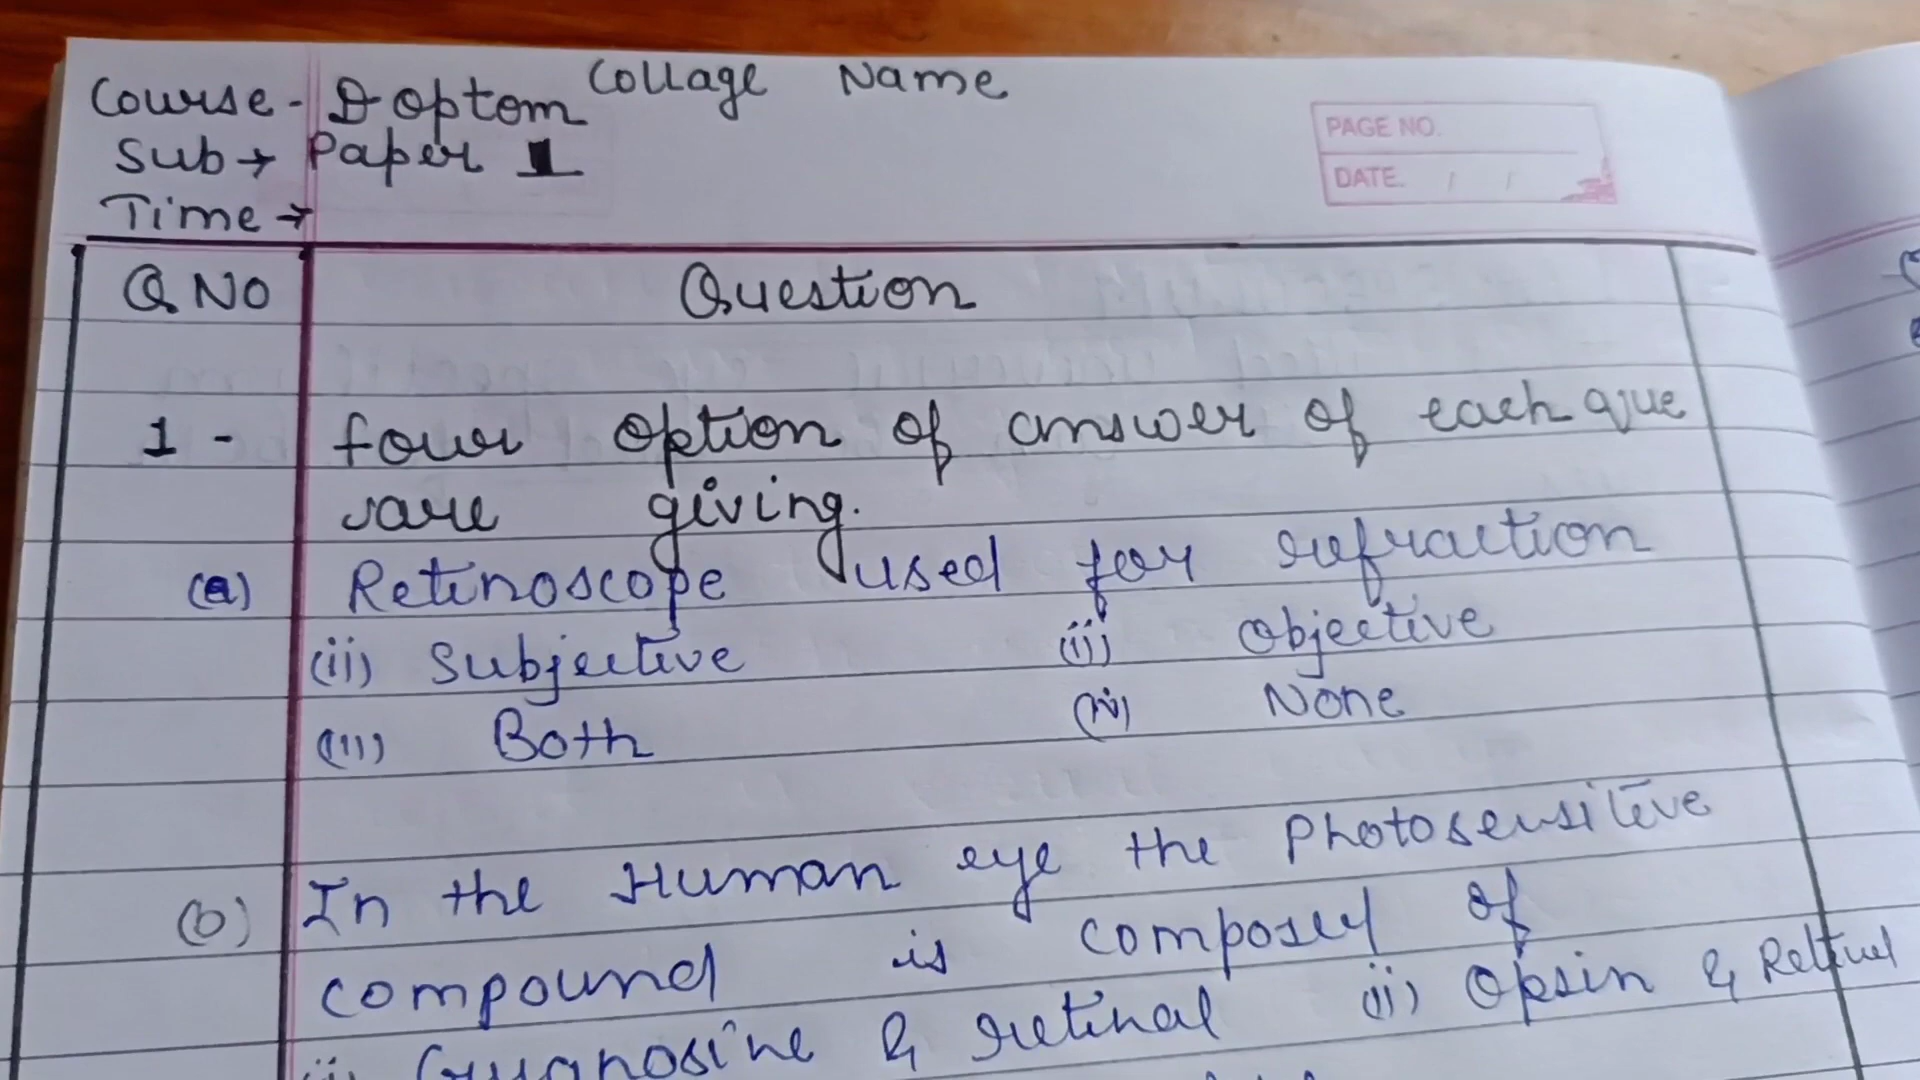 Collage Name
Course - D optom
Sub → Paper 1
Time →
PAGE NO.
DATE. / /
Q NO Question
1 - four option of answer of each que
are giving.
(a) Retinoscope used for refraction
(ii) Subjective (ii) Objective
(iii) Both (iv) None
(b) In the Human eye the Photosensitive
compound is composed of
Guanosine & retinal (ii) Opsin &